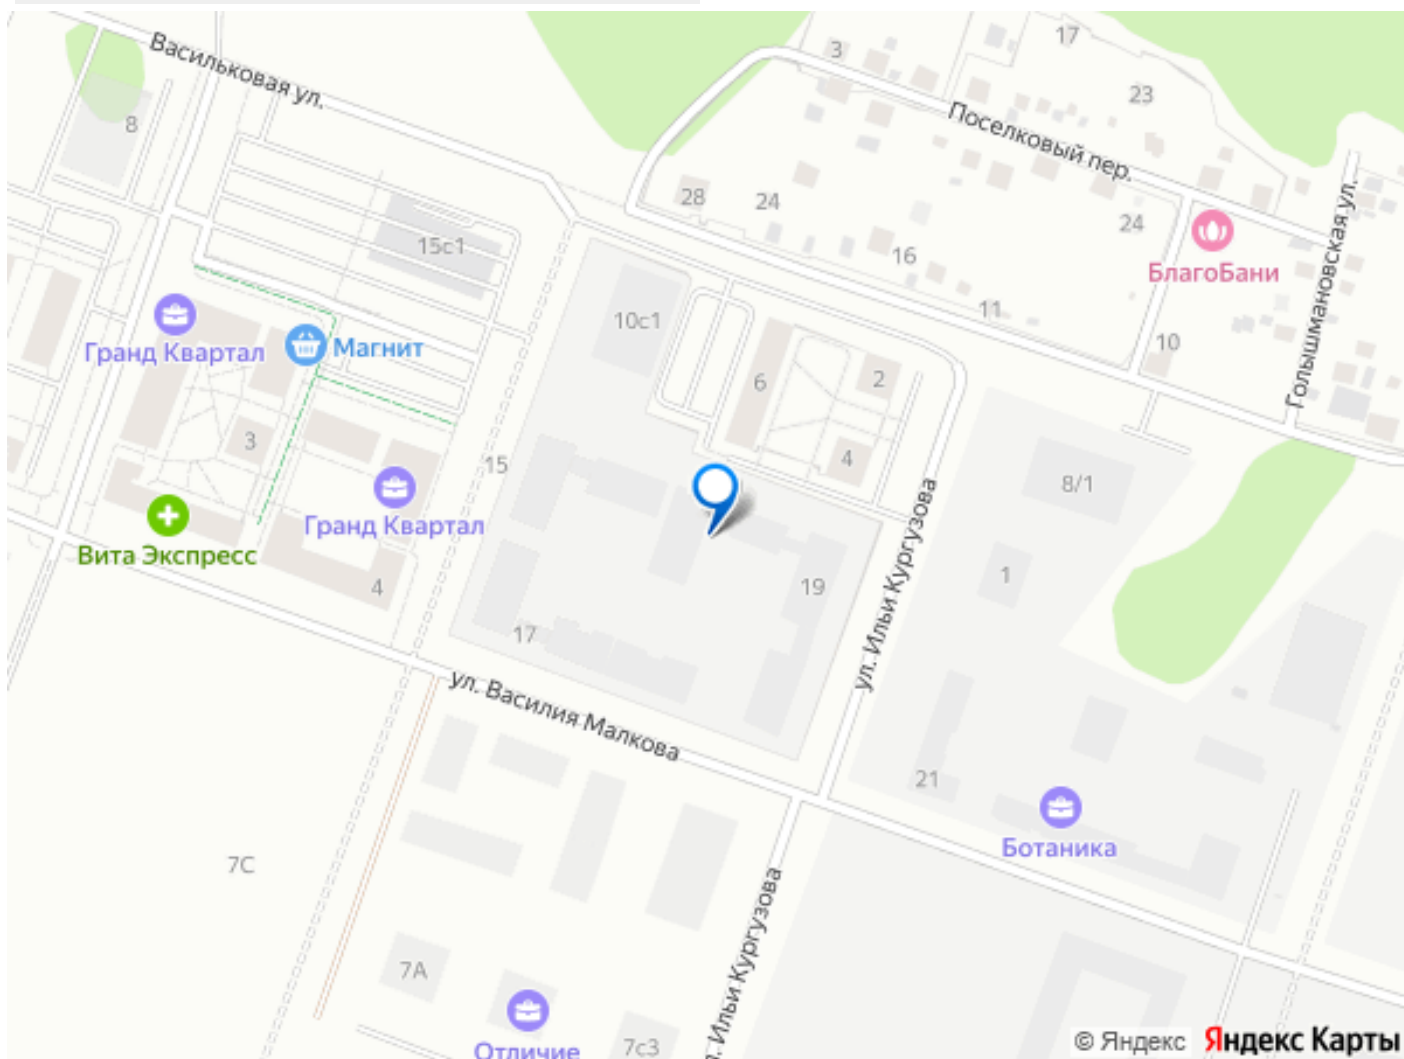 Васильковая ул.
3
17
23
Поселковый пер.
8
28
24
24
16
15с1
БлагоБани
Голышмановская ул.
11
10с1
10
Гранд Квартал
Магнит
6
2
3
15
4
8/1
Гранд Квартал
Вита Экспресс
4
19
1
ул. Ильи Кургузова
17
ул. Василия Малкова
21
Ботаника
7С
л. Ильи Кургузова
7А
7с3
Отличие
© Яндекс Яндекс Карты